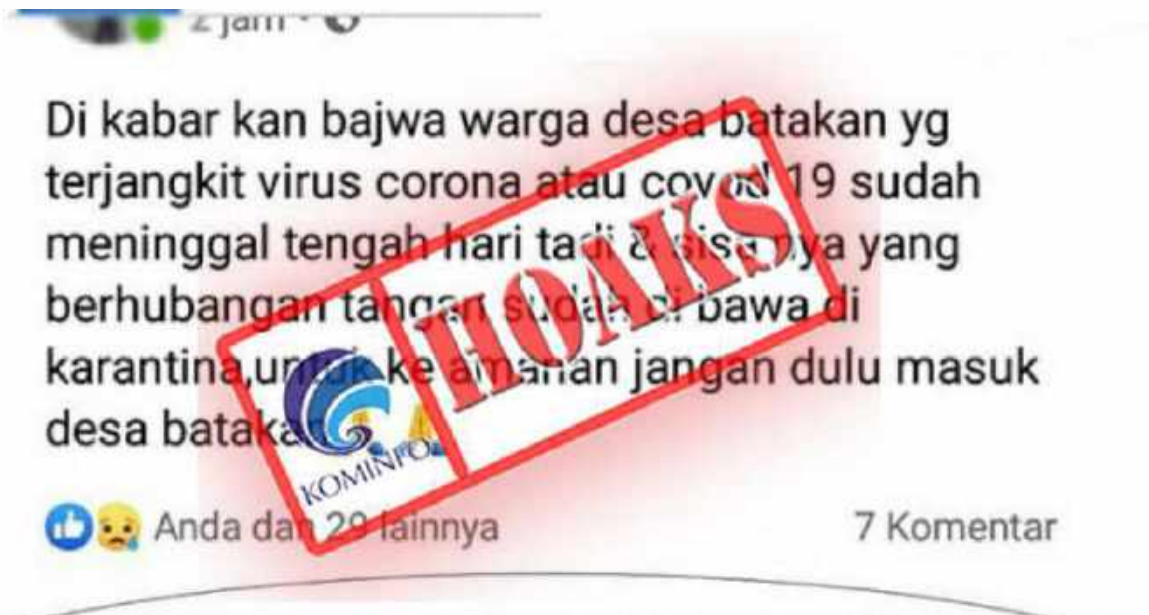 2 jam
Di kabar kan bajwa warga desa batakan yg
terjangkit virus corona atau covod 19 sudah
meninggal tengah hari tadi & sisa nya yang
berhubangan tangan sudah di bawa di
karantina,untuk ke amanan jangan dulu masuk
desa batakan
HOAKS
KOMINFO
Anda dan 29 lainnya
7 Komentar